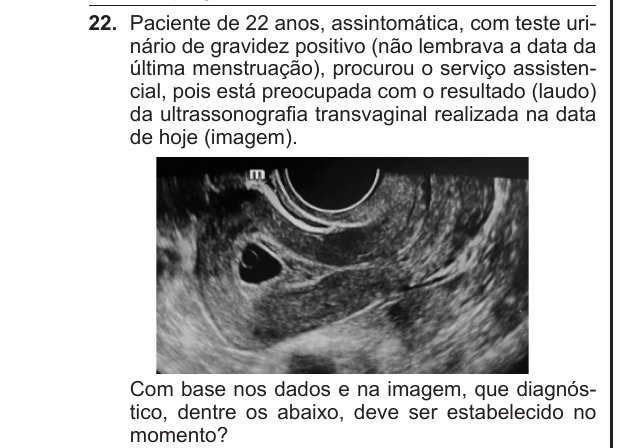 22. Paciente de 22 anos, assintomática, com teste uri-
nário de gravidez positivo (não lembrava a data da
última menstruação), procurou o serviço assisten-
cial, pois está preocupada com o resultado (laudo)
da ultrassonografia transvaginal realizada na data
de hoje (imagem).
m
Com base nos dados e na imagem, que diagnós-
tico, dentre os abaixo, deve ser estabelecido no
momento?